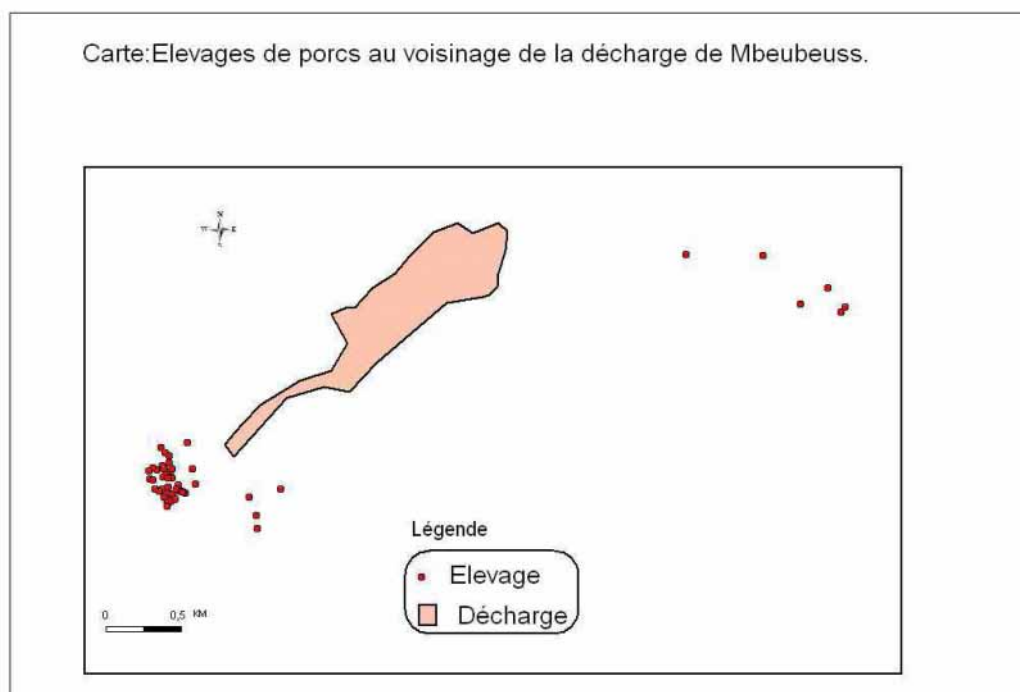 Carte:Elevages de porcs au voisinage de la décharge de Mbeubeuss.
N
W E
S
Légende
Elevage
Décharge
0 0,5 KM